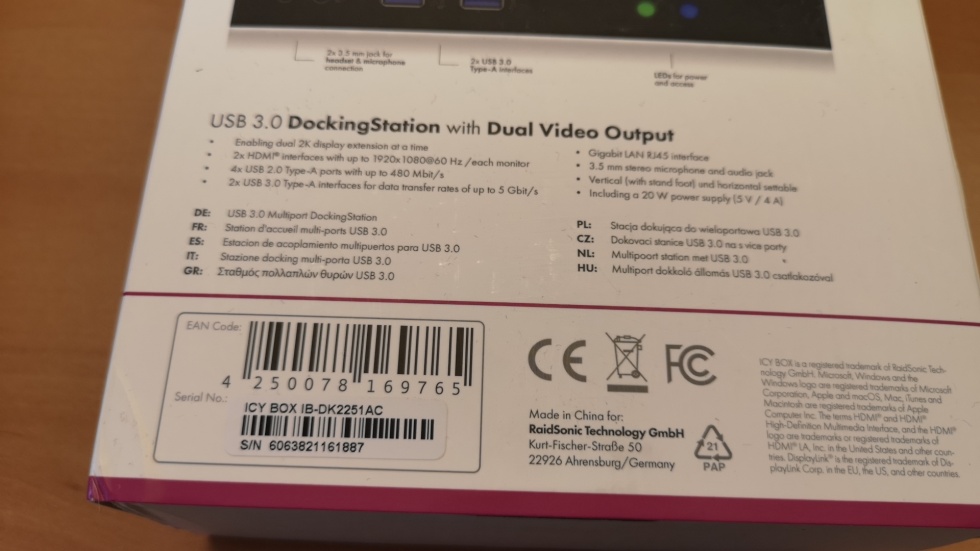 2x 3.5 mm jack for
headset & microphone
connection
2x USB 3.0
Type-A interfaces
LEDs for power
and access
USB 3.0 DockingStation with Dual Video Output
• Enabling dual 2K display extension at a time
• 2x HDMI® interfaces with up to 1920x1080@60 Hz /each monitor
• 4x USB 2.0 Type-A ports with up to 480 Mbit/s
• 2x USB 3.0 Type-A interfaces for data transfer rates of up to 5 Gbit/s
• Gigabit LAN RJ45 interface
• 3.5 mm stereo microphone and audio jack
• Vertical (with stand foot) und horizontal settable
• Including a 20 W power supply (5 V / 4 A)
DE: USB 3.0 Multiport DockingStation
FR: Station d'accueil multi-ports USB 3.0
ES: Estacion de acoplamiento multipuertos para USB 3.0
IT: Stazione docking multi-porta USB 3.0
GR: Σταθμός πολλαπλών θυρών USB 3.0
PL: Stacja dokująca do wieloportowa USB 3.0
CZ: Dokovací stanice USB 3.0 na s více porty
NL: Multipoort station met USB 3.0
HU: Multiport dokkoló állomás USB 3.0 csatlakozóval
EAN Code:
4 250078 169765
Serial No.:
ICY BOX IB-DK2251AC
S/N 6063821161887
CE FC
Made in China for:
RaidSonic Technology GmbH
Kurt-Fischer-Straße 50
22926 Ahrensburg/Germany
21
PAP
ICY BOX is a registered trademark of RaidSonic Tech-
nology GmbH. Microsoft, Windows and the
Windows logo are registered trademarks of Microsoft
Corporation, Apple and macOS, Mac, iTunes and
Macintosh are registered trademarks of Apple
Computer Inc. The terms HDMI® and HDMI®
High-Definition Multimedia Interface, and the HDMI®
logo are trademarks or registered trademarks of
HDMI® LA, Inc. in the United States and other coun-
tries. DisplayLink® is the registered trademark of Dis-
playLink Corp. in the EU, the US, and other countries.